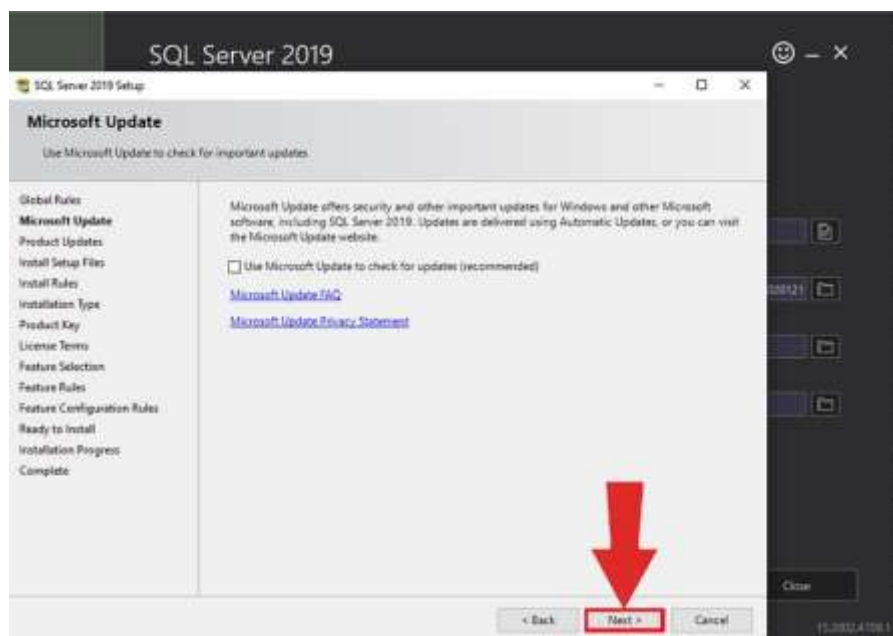 SQL Server 2019
SQL Server 2019 Setup
Microsoft Update
Use Microsoft Update to check for important updates
Global Rules
Microsoft Update
Product Updates
Install Setup Files
Install Rules
Installation Type
Product Key
License Terms
Feature Selection
Feature Rules
Feature Configuration Rules
Ready to Install
Installation Progress
Complete
Microsoft Update offers security and other important updates for Windows and other Microsoft
software, including SQL Server 2019. Updates are delivered using Automatic Updates, or you can visit
the Microsoft Update website.
Use Microsoft Update to check for updates (recommended)
Microsoft Update FAQ
Microsoft Update Privacy Statement
Close
< Back
Next >
Cancel